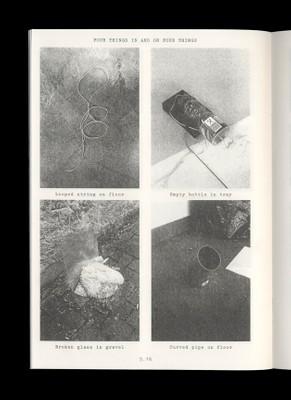 FOUR THINGS IN AND ON FOUR THINGS
Looped string on floor
Empty bottle in tray
Broken glass in gravel
Curved pipe on floor